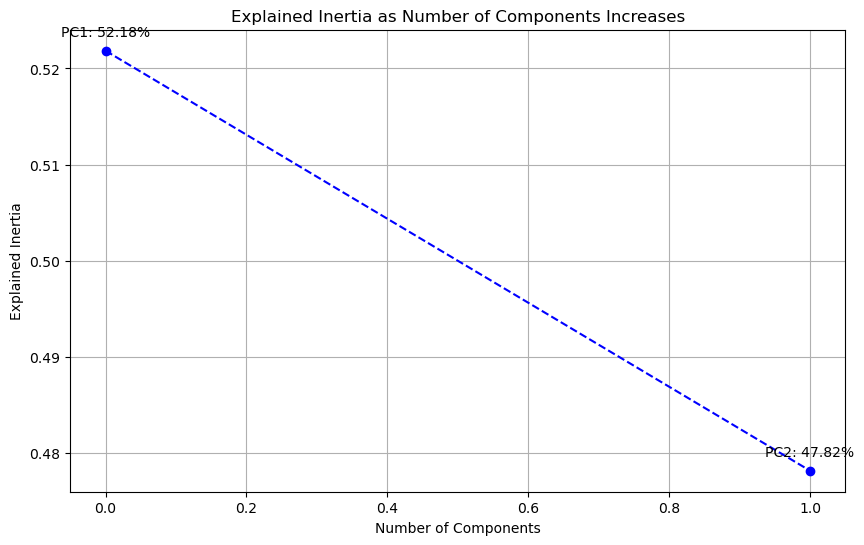 Explained Inertia as Number of Components Increases
PC1: 52.18%
0.52
0.51
0.50
0.49
0.48
Explained Inertia
PC2: 47.82%
0.0 0.2 0.4 0.6 0.8 1.0
Number of Components